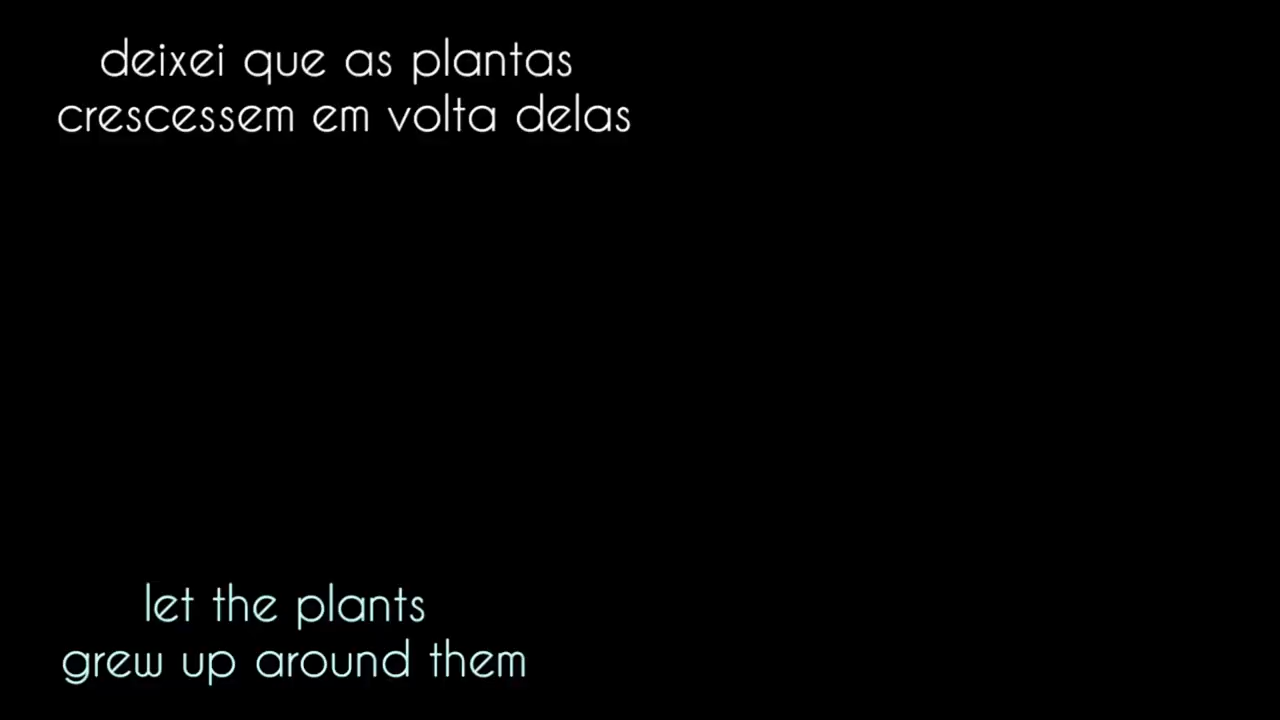 deixei que as plantas
crescessem em volta delas
let the plants
grew up around them